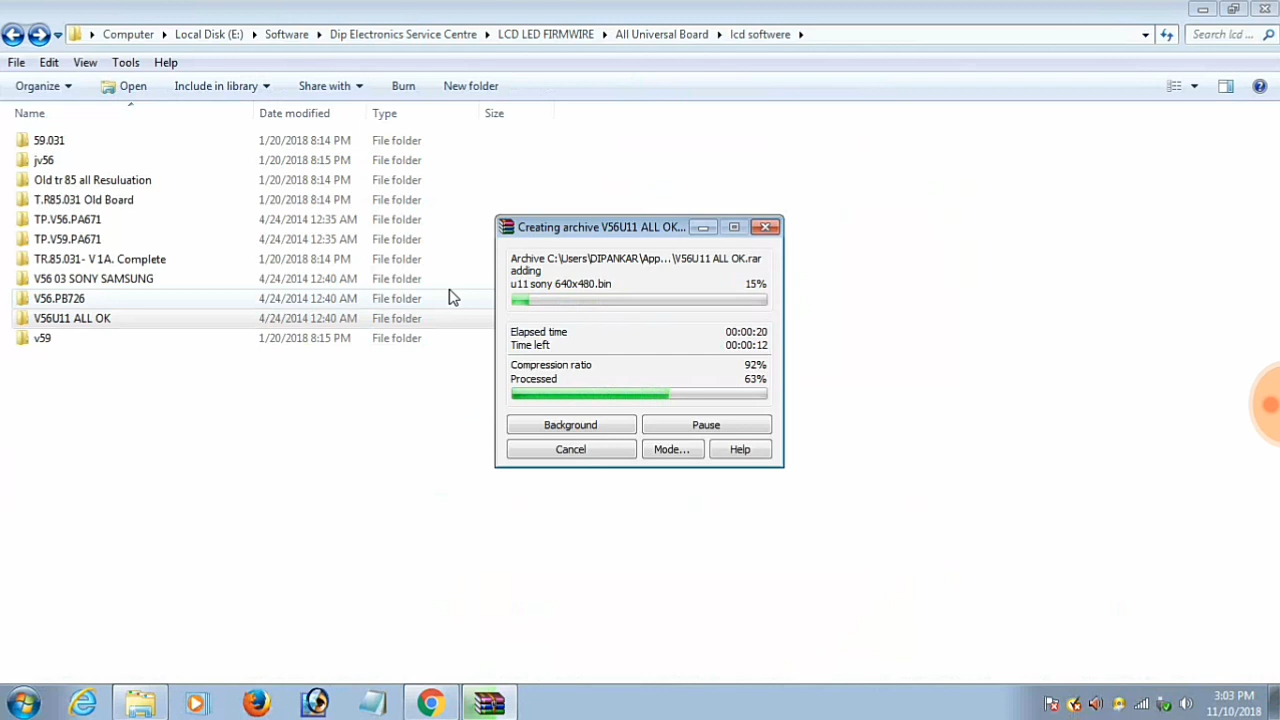 Computer Local Disk (E:) Software Dip Electronics Service Centre LCD LED FIRMWIRE All Universal Board lcd softwere Search lcd ...
File Edit View Tools Help
Organize Open Include in library Share with Burn New folder
Name Date modified Type Size
59.031 1/20/2018 8:14 PM File folder
jv56 1/20/2018 8:15 PM File folder
Old tr 85 all Resuluation 1/20/2018 8:14 PM File folder
T.R85.031 Old Board 1/20/2018 8:14 PM File folder
TP.V56.PA671 4/24/2014 12:35 AM File folder
TP.V59.PA671 4/24/2014 12:35 AM File folder
TR.85.031- V 1A. Complete 1/20/2018 8:14 PM File folder
V56 03 SONY SAMSUNG 4/24/2014 12:40 AM File folder
V56.PB726 4/24/2014 12:40 AM File folder
V56U11 ALL OK 4/24/2014 12:40 AM File folder
v59 1/20/2018 8:15 PM File folder
Creating archive V56U11 ALL OK...
Archive C:\Users\DIPANKAR\App...\V56U11 ALL OK.rar
adding
u11 sony 640x480.bin 15%
Elapsed time 00:00:20
Time left 00:00:12
Compression ratio 92%
Processed 63%
Background Pause
Cancel Mode... Help
3:03 PM
11/10/2018